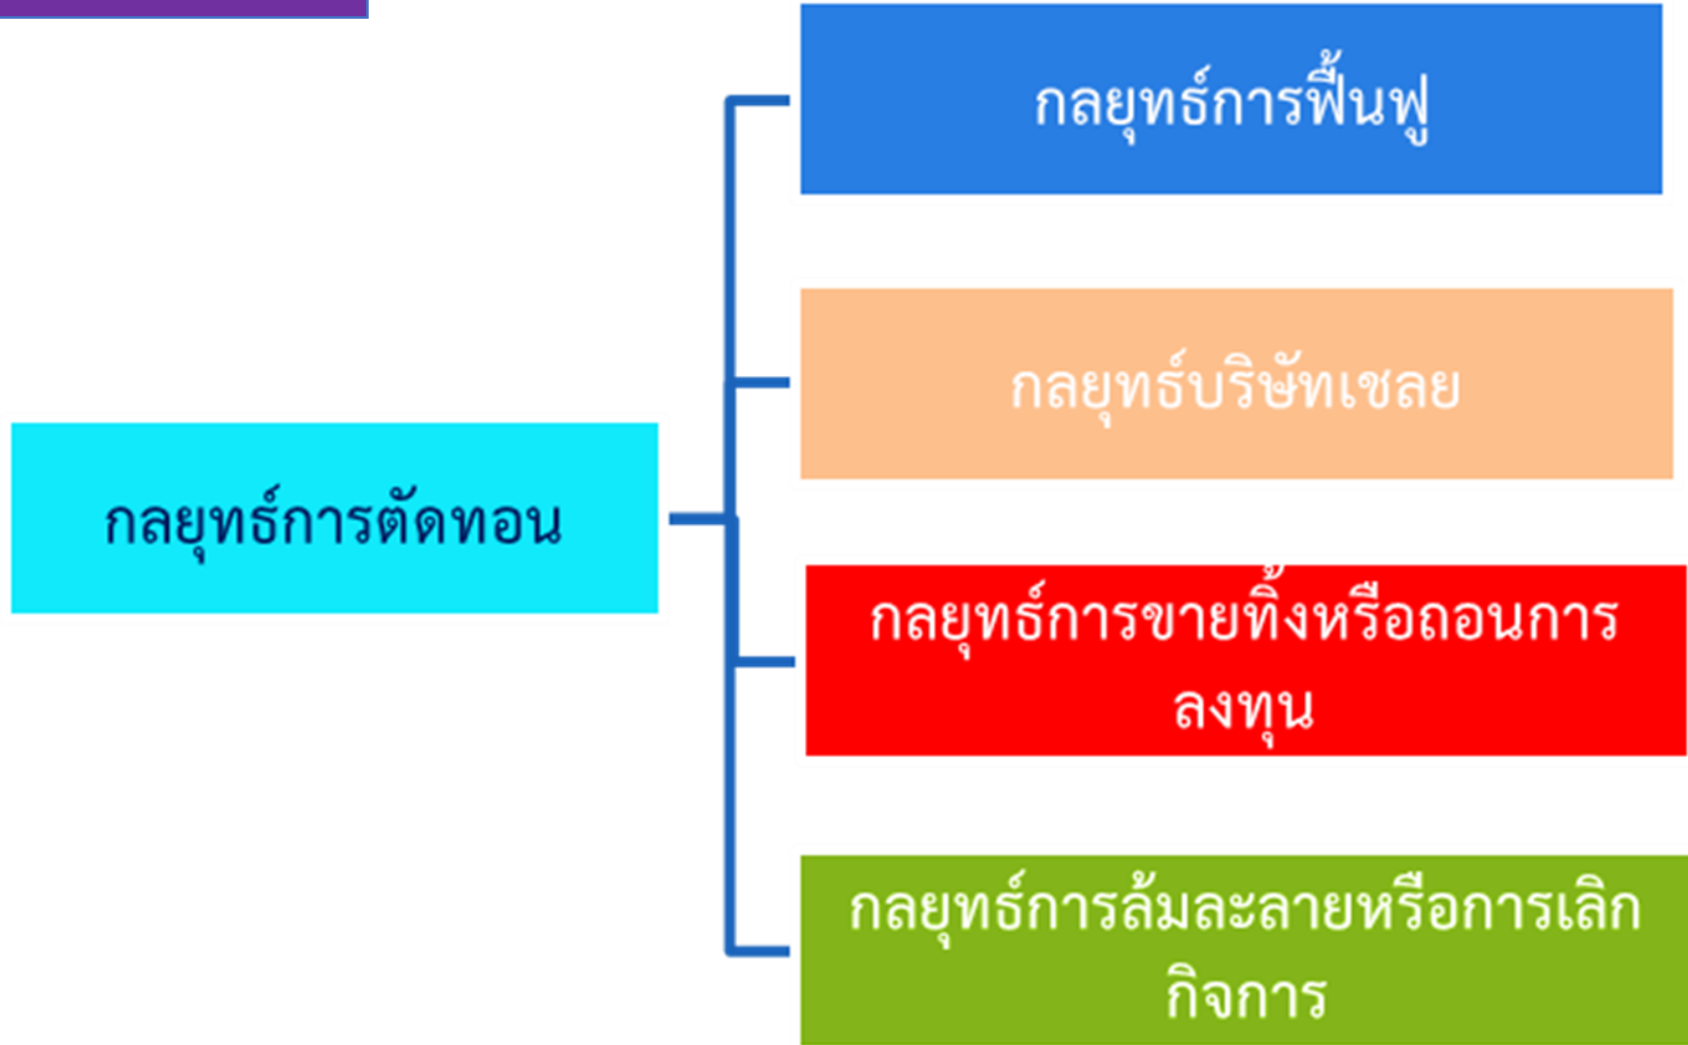 กลยุทธ์การฟื้นฟู
กลยุทธ์บริษัทเชลย
กลยุทธ์การตัดทอน
กลยุทธ์การขายทิ้งหรือถอนการ
ลงทุน
กลยุทธ์การล้มละลายหรือการเลิก
กิจการ